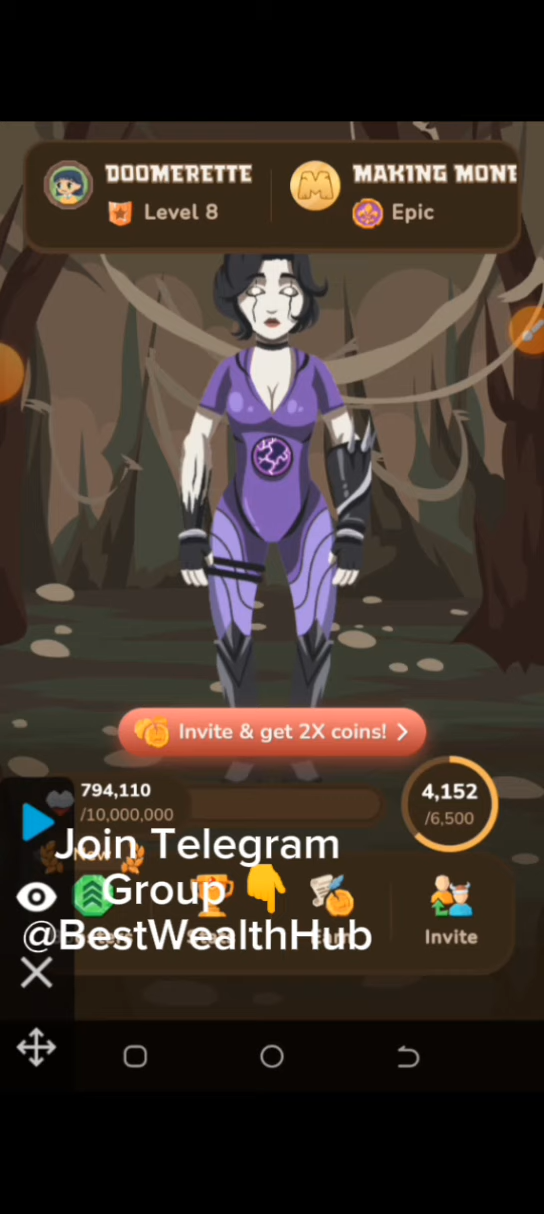 DOOMERETTE
Level 8
MAKING MONE
Epic
Invite & get 2X coins!
794,110
/10,000,000
4,152
/6,500
Join Telegram
Group 👇
@BestWealthHub
Invite